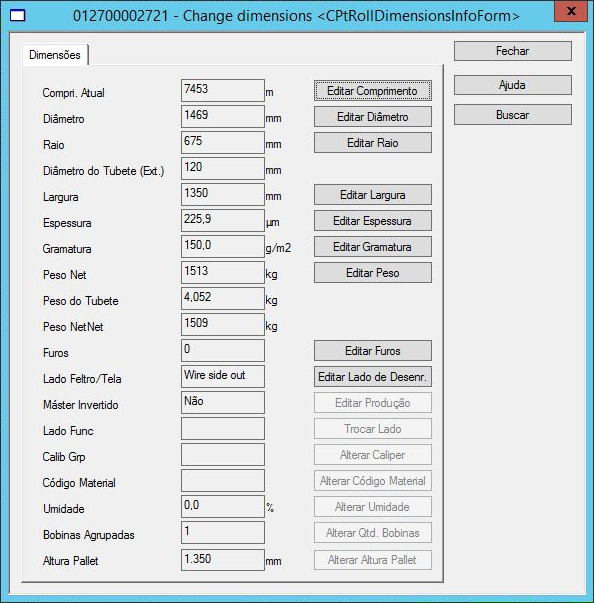 012700002721 - Change dimensions <CPtRollDimensionsInfoForm> X
Dimensões
Fechar
Ajuda
Buscar
Compri. Atual 7453 m Editar Comprimento
Diâmetro 1469 mm Editar Diâmetro
Raio 675 mm Editar Raio
Diâmetro do Tubete (Ext.) 120 mm
Largura 1350 mm Editar Largura
Espessura 225,9 µm Editar Espessura
Gramatura 150,0 g/m2 Editar Gramatura
Peso Net 1513 kg Editar Peso
Peso do Tubete 4,052 kg
Peso NetNet 1509 kg
Furos 0 Editar Furos
Lado Feltro/Tela Wire side out Editar Lado de Desenr.
Máster Invertido Não Editar Produção
Lado Func Trocar Lado
Calib Grp Alterar Caliper
Código Material Alterar Código Material
Umidade 0,0 % Alterar Umidade
Bobinas Agrupadas 1 Alterar Qtd. Bobinas
Altura Pallet 1.350 mm Alterar Altura Pallet